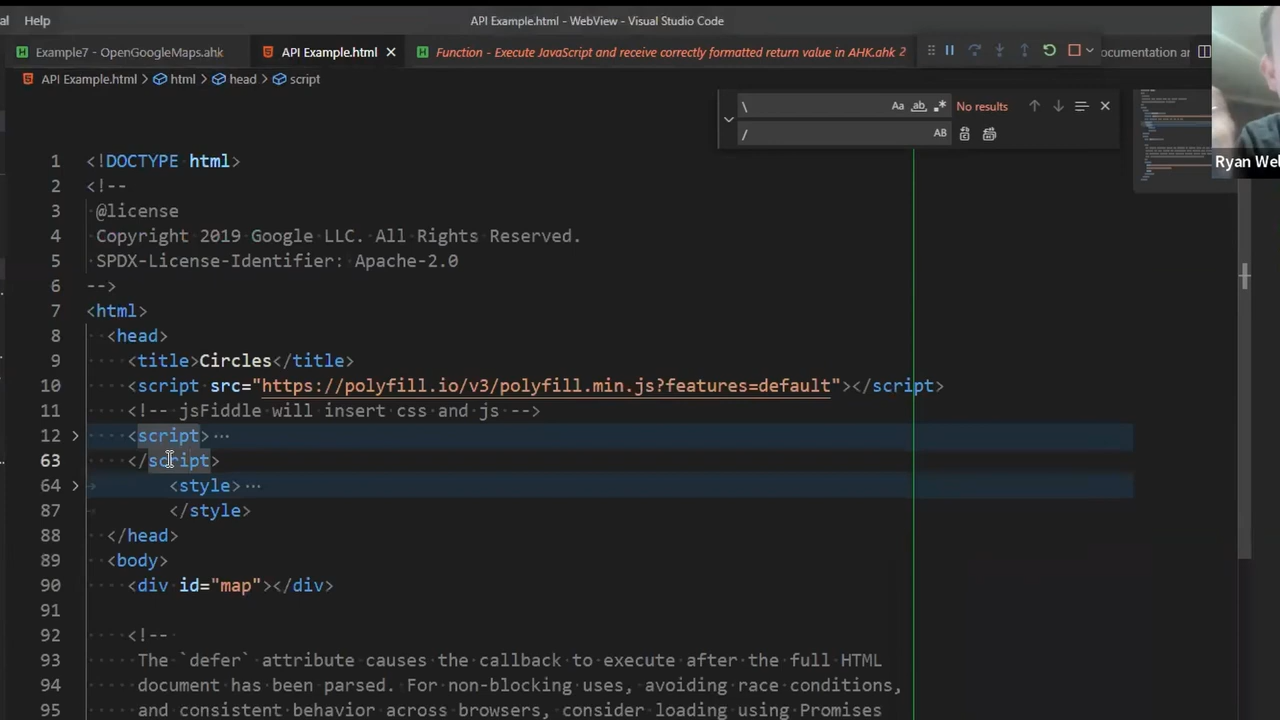 al Help API Example.html - WebView - Visual Studio Code
Example7 - OpenGoogleMaps.ahk API Example.html Function - Execute JavaScript and receive correctly formatted return value in AHK.ahk 2 ocumentation ar
API Example.html > html > head > script
\ Aa ab .* No results
/ AB
Ryan Wel
1 <!DOCTYPE html>
2 <!--
3 @license
4 Copyright 2019 Google LLC. All Rights Reserved.
5 SPDX-License-Identifier: Apache-2.0
6 -->
7 <html>
8 <head>
9 <title>Circles</title>
10 <script src="https://polyfill.io/v3/polyfill.min.js?features=default"></script>
11 <!-- jsFiddle will insert css and js -->
12 <script> ...
63 </script>
64 <style> ...
87 </style>
88 </head>
89 <body>
90 <div id="map"></div>
91
92 <!--
93 The `defer` attribute causes the callback to execute after the full HTML
94 document has been parsed. For non-blocking uses, avoiding race conditions,
95 and consistent behavior across browsers, consider loading using Promises